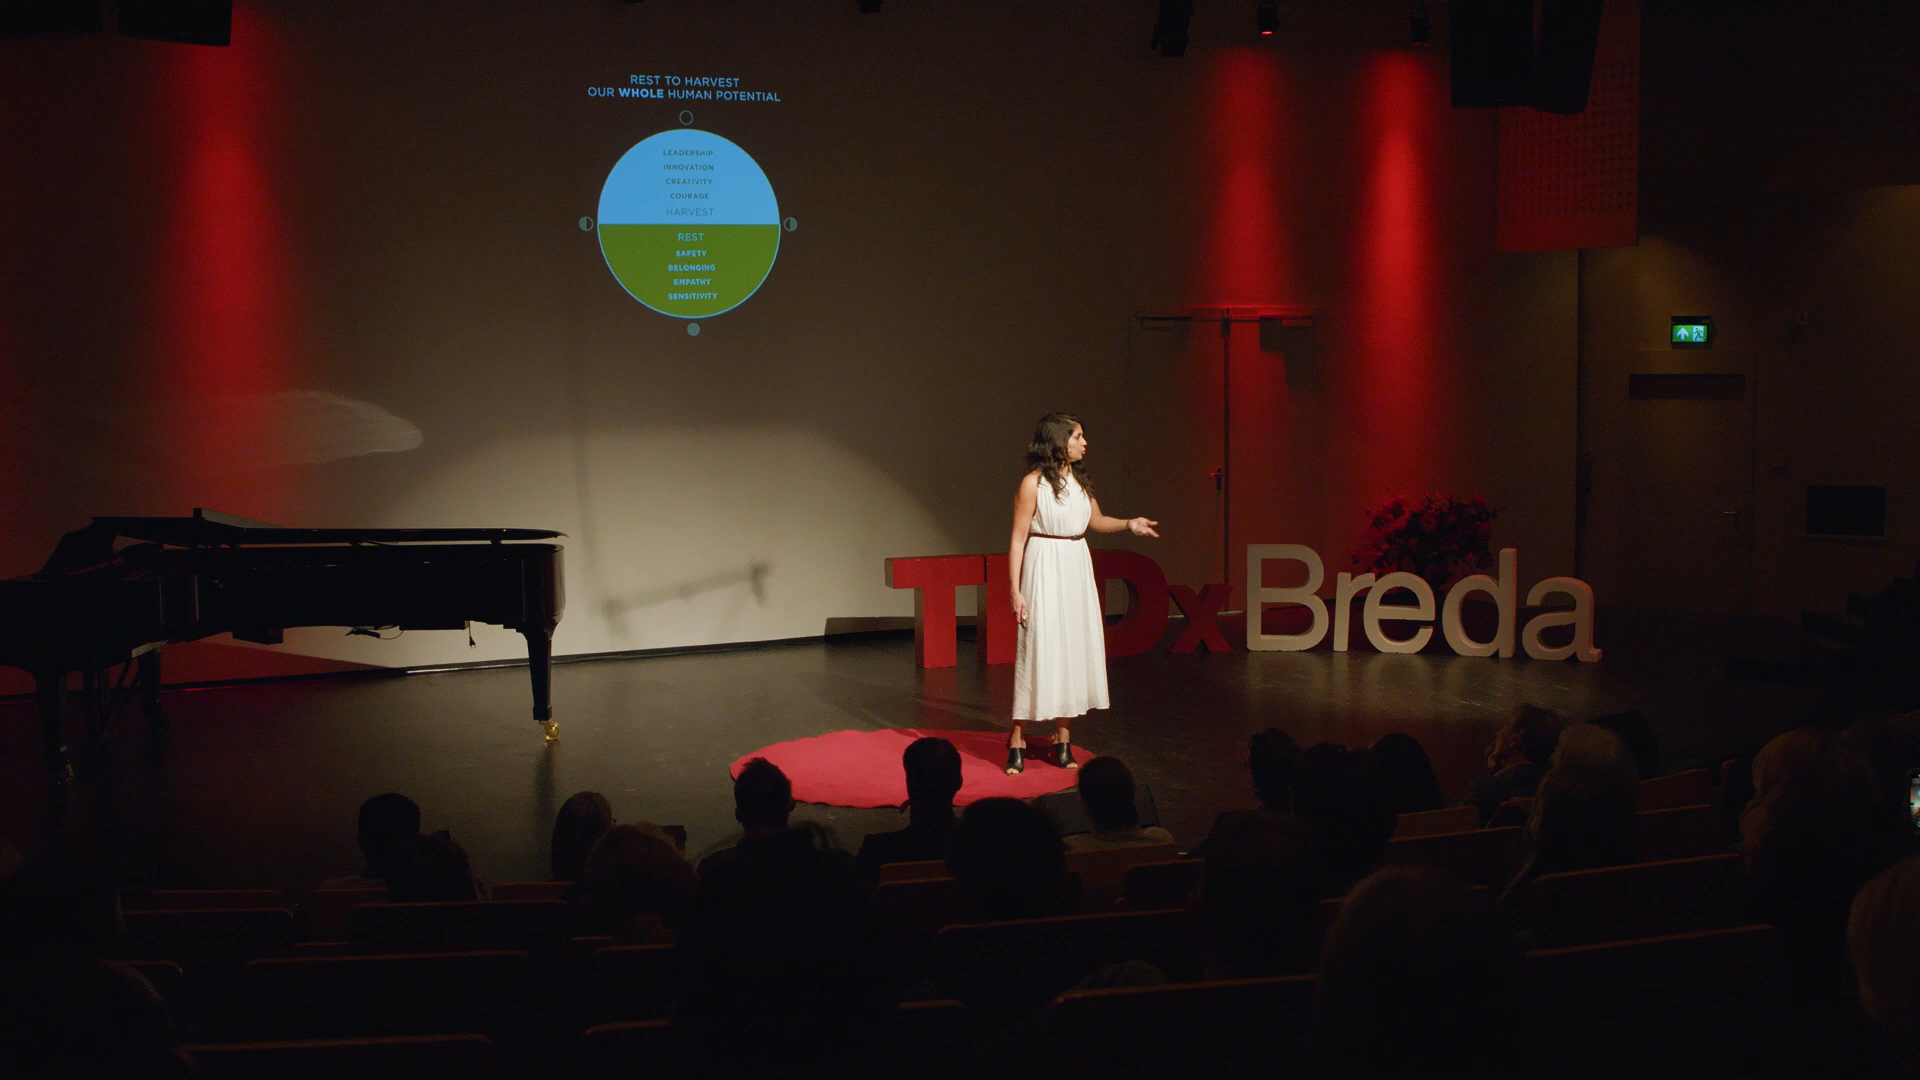 REST TO HARVEST
OUR WHOLE HUMAN POTENTIAL
LEADERSHIP
INNOVATION
CREATIVITY
COURAGE
HARVEST
REST
SAFETY
BELONGING
EMPATHY
SENSITIVITY
TEDxBreda